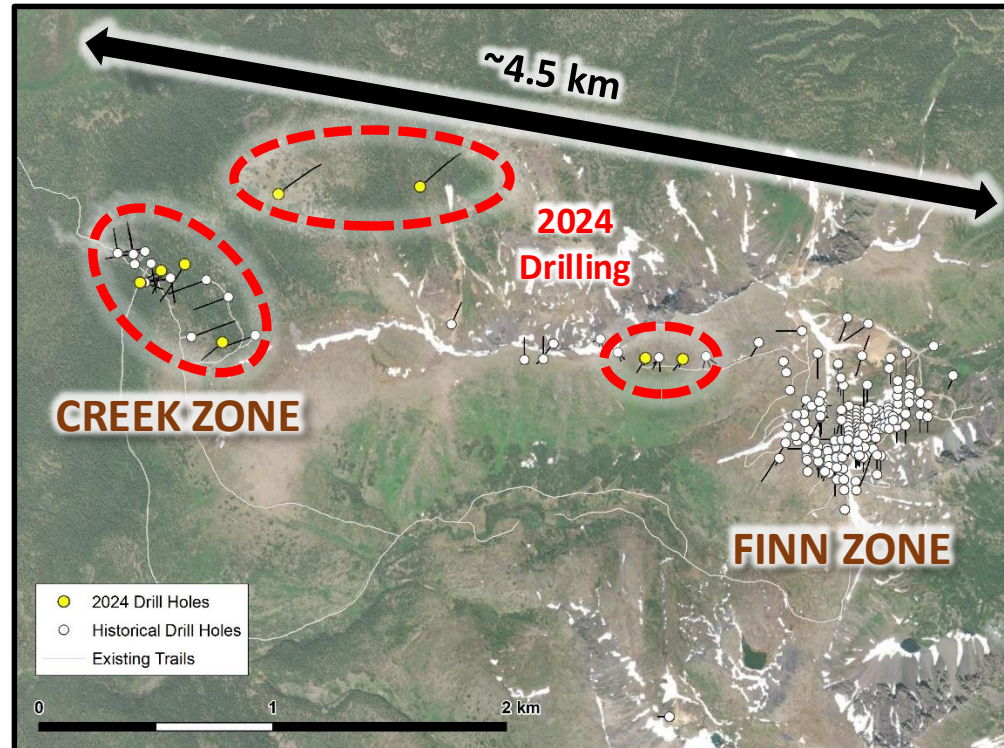 ~4.5 km
2024
Drilling
CREEK ZONE
FINN ZONE
2024 Drill Holes
Historical Drill Holes
Existing Trails
0 1 2 km